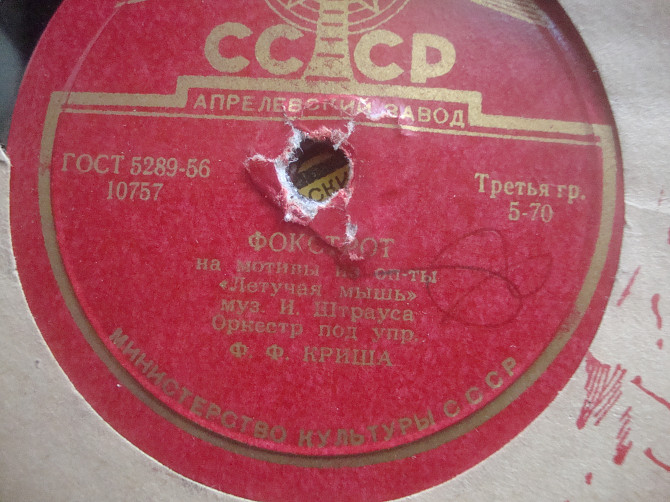 СССР
АПРЕЛЕВСКИЙ ЗАВОД
ГОСТ 5289-56
10757
Третья гр.
5-70
ФОКСТРОТ
на мотивы из оп-ты
«Летучая мышь»
муз. И. Штрауса
Оркестр под упр.
Ф. Ф. КРИША
МИНИСТЕРСТВО КУЛЬТУРЫ СССР